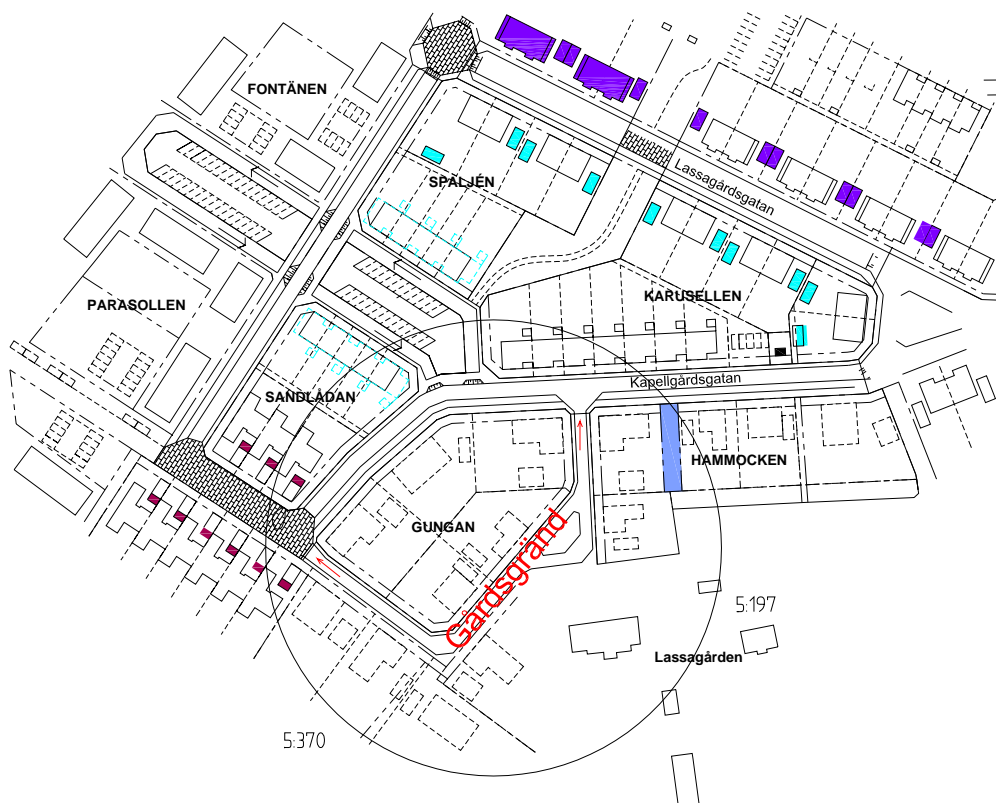 FONTÄNEN
SPALJÉN
Lassagårdsgatan
PARASOLLEN
KARUSELLEN
Kapellgårdsgatan
SANDLÅDAN
HAMMOCKEN
GUNGAN
Gårdsgränd
5:197
Lassagården
5:370